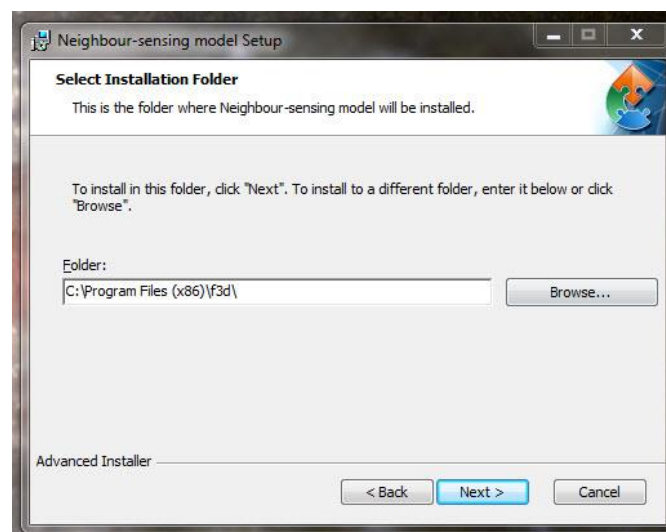 Neighbour-sensing model Setup
Select Installation Folder
This is the folder where Neighbour-sensing model will be installed.
To install in this folder, click "Next". To install to a different folder, enter it below or click
"Browse".
Folder:
C:\Program Files (x86)\f3d\
Browse...
Advanced Installer
< Back
Next >
Cancel